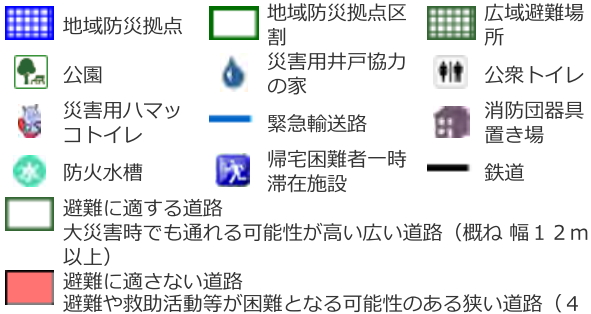 地域防災拠点
地域防災拠点区
割
広域避難場
所
公園
災害用井戸協力
の家
公衆トイレ
災害用ハマッ
コトイレ
緊急輸送路
消防団器具
置き場
防火水槽
帰宅困難者一時
滞在施設
鉄道
避難に適する道路
大災害時でも通れる可能性が高い広い道路（概ね 幅１２ｍ
以上）
避難に適さない道路
避難や救助活動等が困難となる可能性のある狭い道路（４